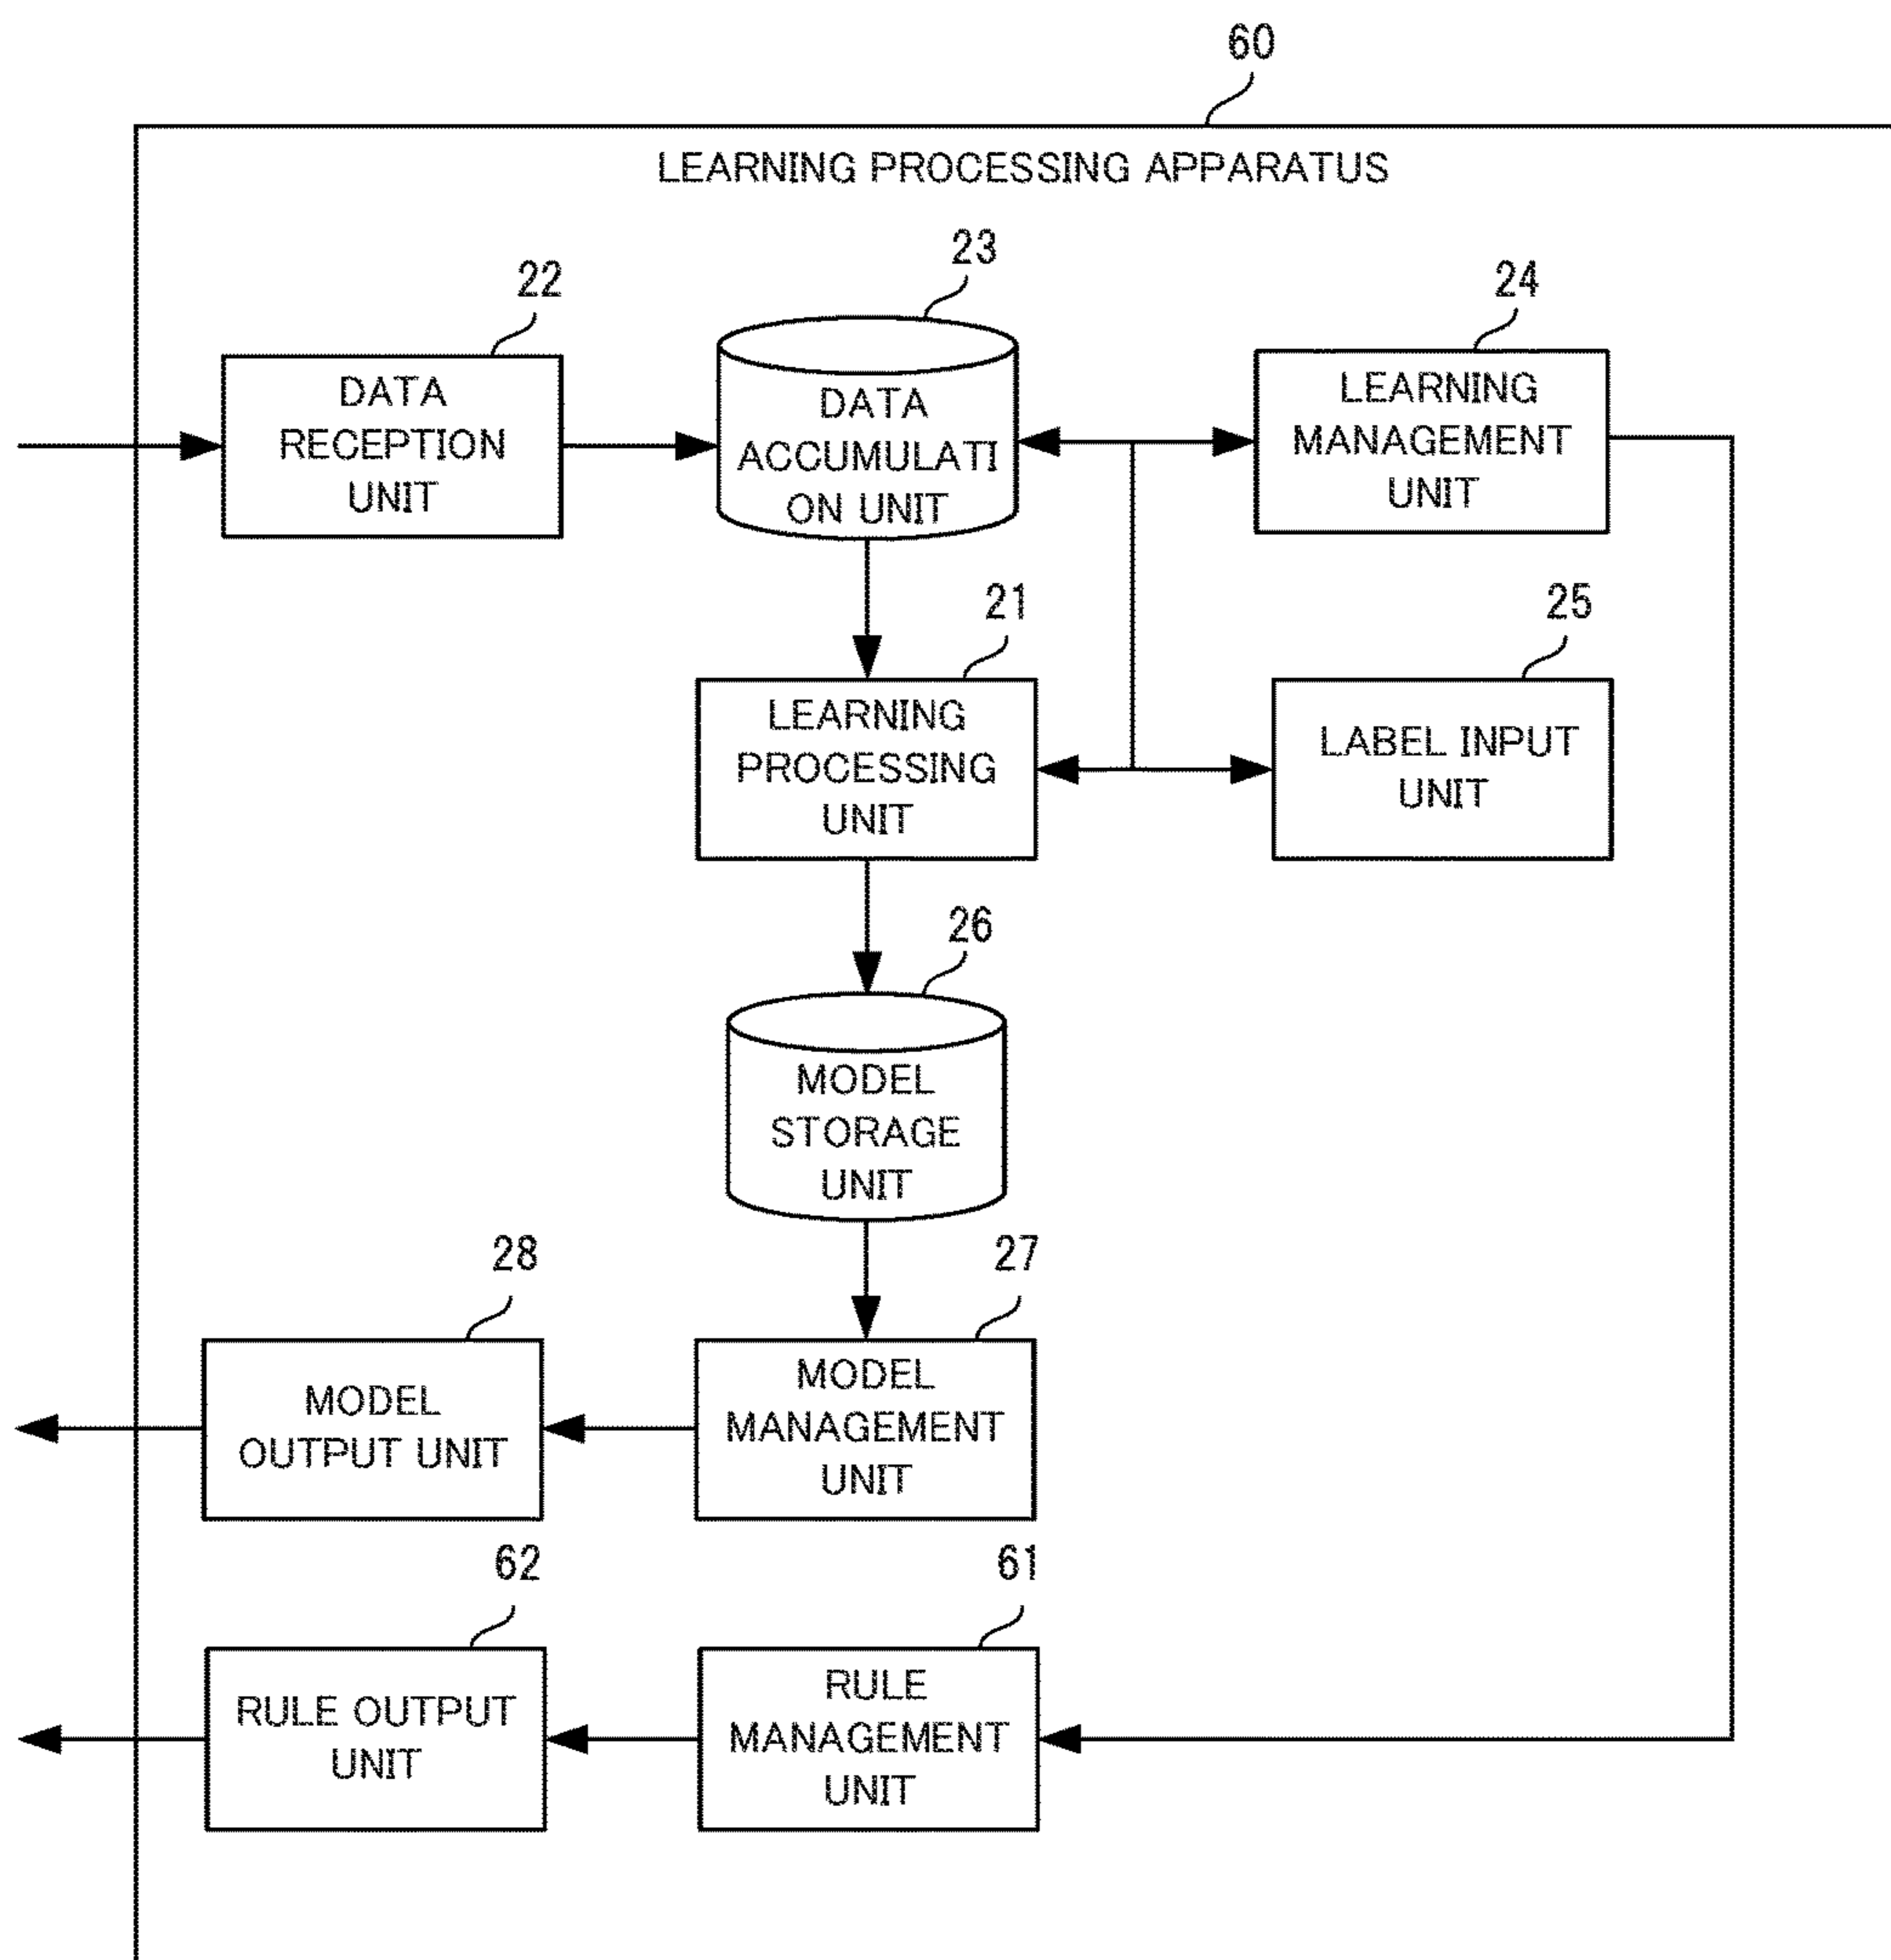 60
LEARNING PROCESSING APPARATUS
22
DATA
RECEPTION
UNIT
23
DATA
ACCUMULATI
ON UNIT
24
LEARNING
MANAGEMENT
UNIT
21
LEARNING
PROCESSING
UNIT
25
LABEL INPUT
UNIT
26
MODEL
STORAGE
UNIT
28
MODEL
OUTPUT UNIT
27
MODEL
MANAGEMENT
UNIT
62
RULE OUTPUT
UNIT
61
RULE
MANAGEMENT
UNIT